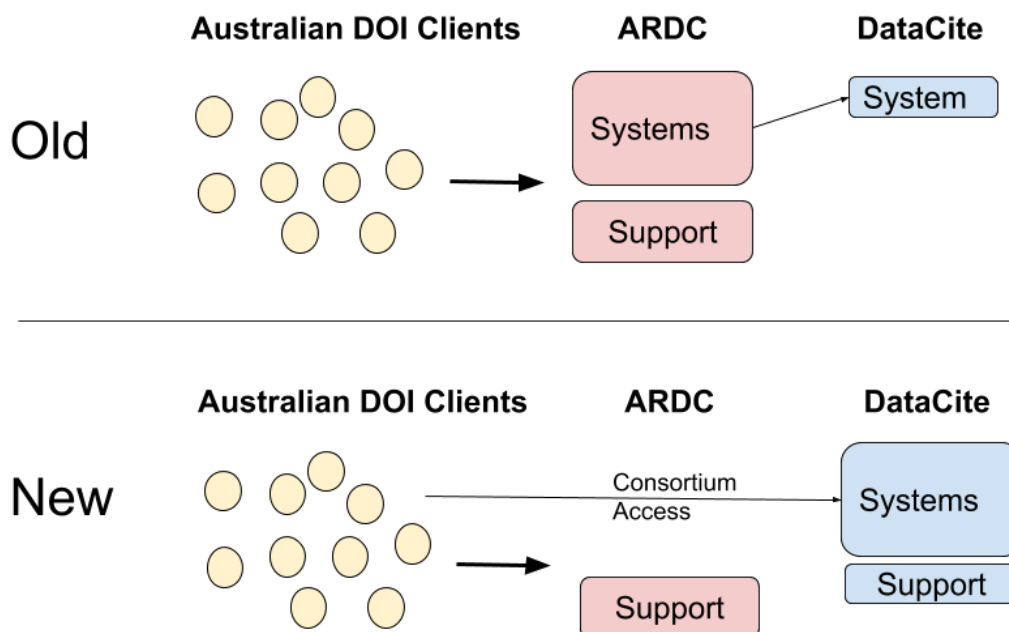 Australian DOI Clients ARDC DataCite
Old
Systems
System
Support
Australian DOI Clients ARDC DataCite
New
Consortium
Access
Systems
Support
Support